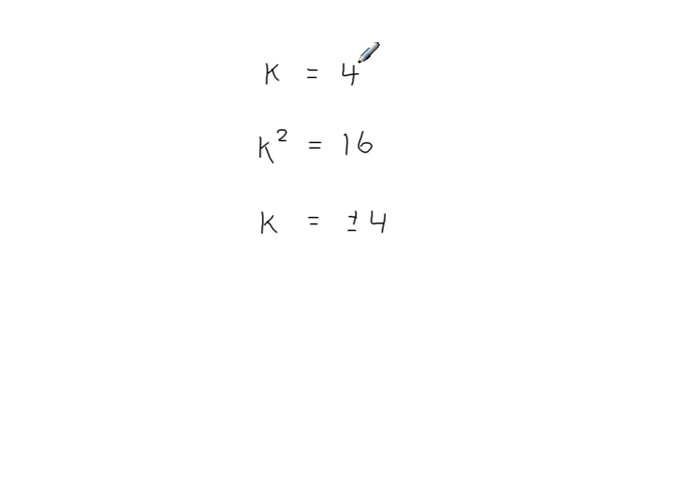 K = 4
K² = 16
K = ±4